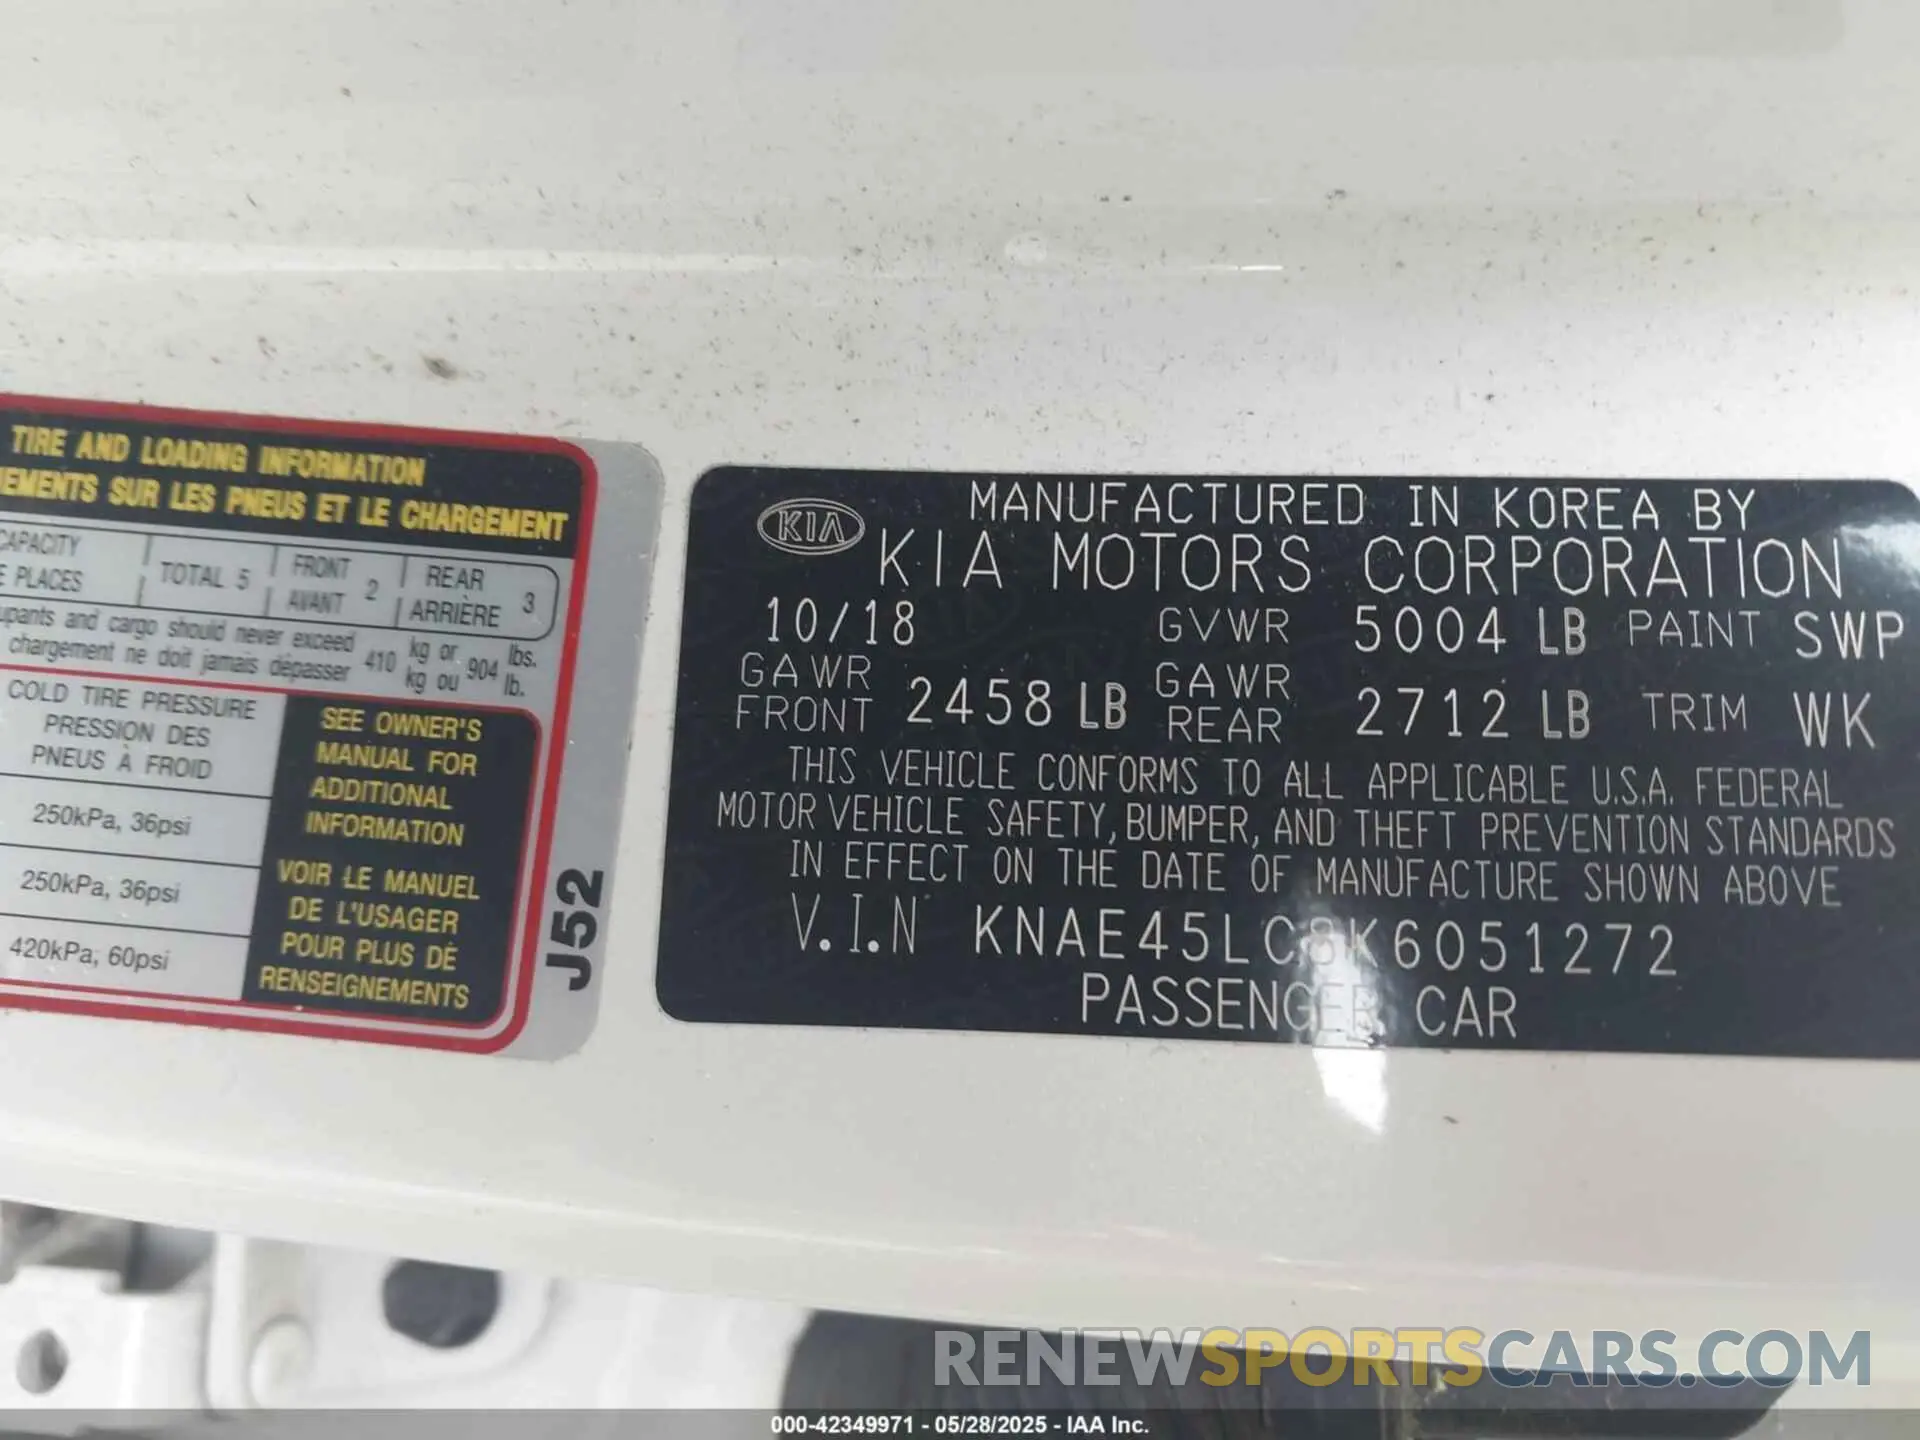 TIRE AND LOADING INFORMATION
SUR LES PNEUS ET LE CHARGEMENT
CAPACITY
PLACES
TOTAL 5
FRONT
AVANT
2
REAR
ARRIÈRE
3
and cargo should never exceed
chargement ne doit jamais dépasser
410
kg or
kg ou
904
lbs.
lb.
COLD TIRE PRESSURE
PRESSION DES
PNEUS À FROID
250kPa, 36psi
250kPa, 36psi
420kPa, 60psi
SEE OWNER'S
MANUAL FOR
ADDITIONAL
INFORMATION
VOIR LE MANUEL
DE L'USAGER
POUR PLUS DE
RENSEIGNEMENTS
J52
KIA
MANUFACTURED IN KOREA BY
KIA MOTORS CORPORATION
10/18 GVWR 5004 LB PAINT SWP
GAWR FRONT 2458 LB GAWR REAR 2712 LB TRIM WK
THIS VEHICLE CONFORMS TO ALL APPLICABLE U.S.A. FEDERAL
MOTOR VEHICLE SAFETY, BUMPER, AND THEFT PREVENTION STANDARDS
IN EFFECT ON THE DATE OF MANUFACTURE SHOWN ABOVE
V.I.N KNAE45LC8K6051272
PASSENGER CAR
RENEWSPORTSCARS.COM
000-42349971 - 05/28/2025 - IAA Inc.